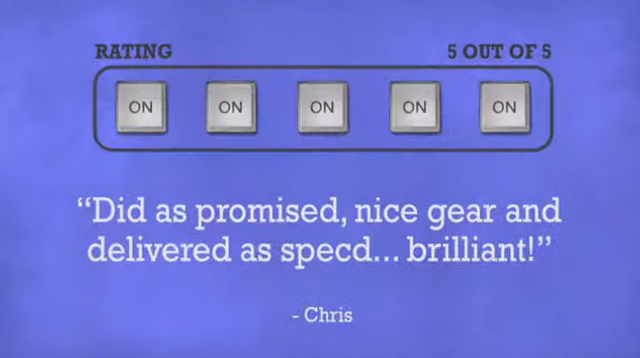 RATING 5 OUT OF 5
ON ON ON ON ON
“Did as promised, nice gear and
delivered as specd... brilliant!”
- Chris